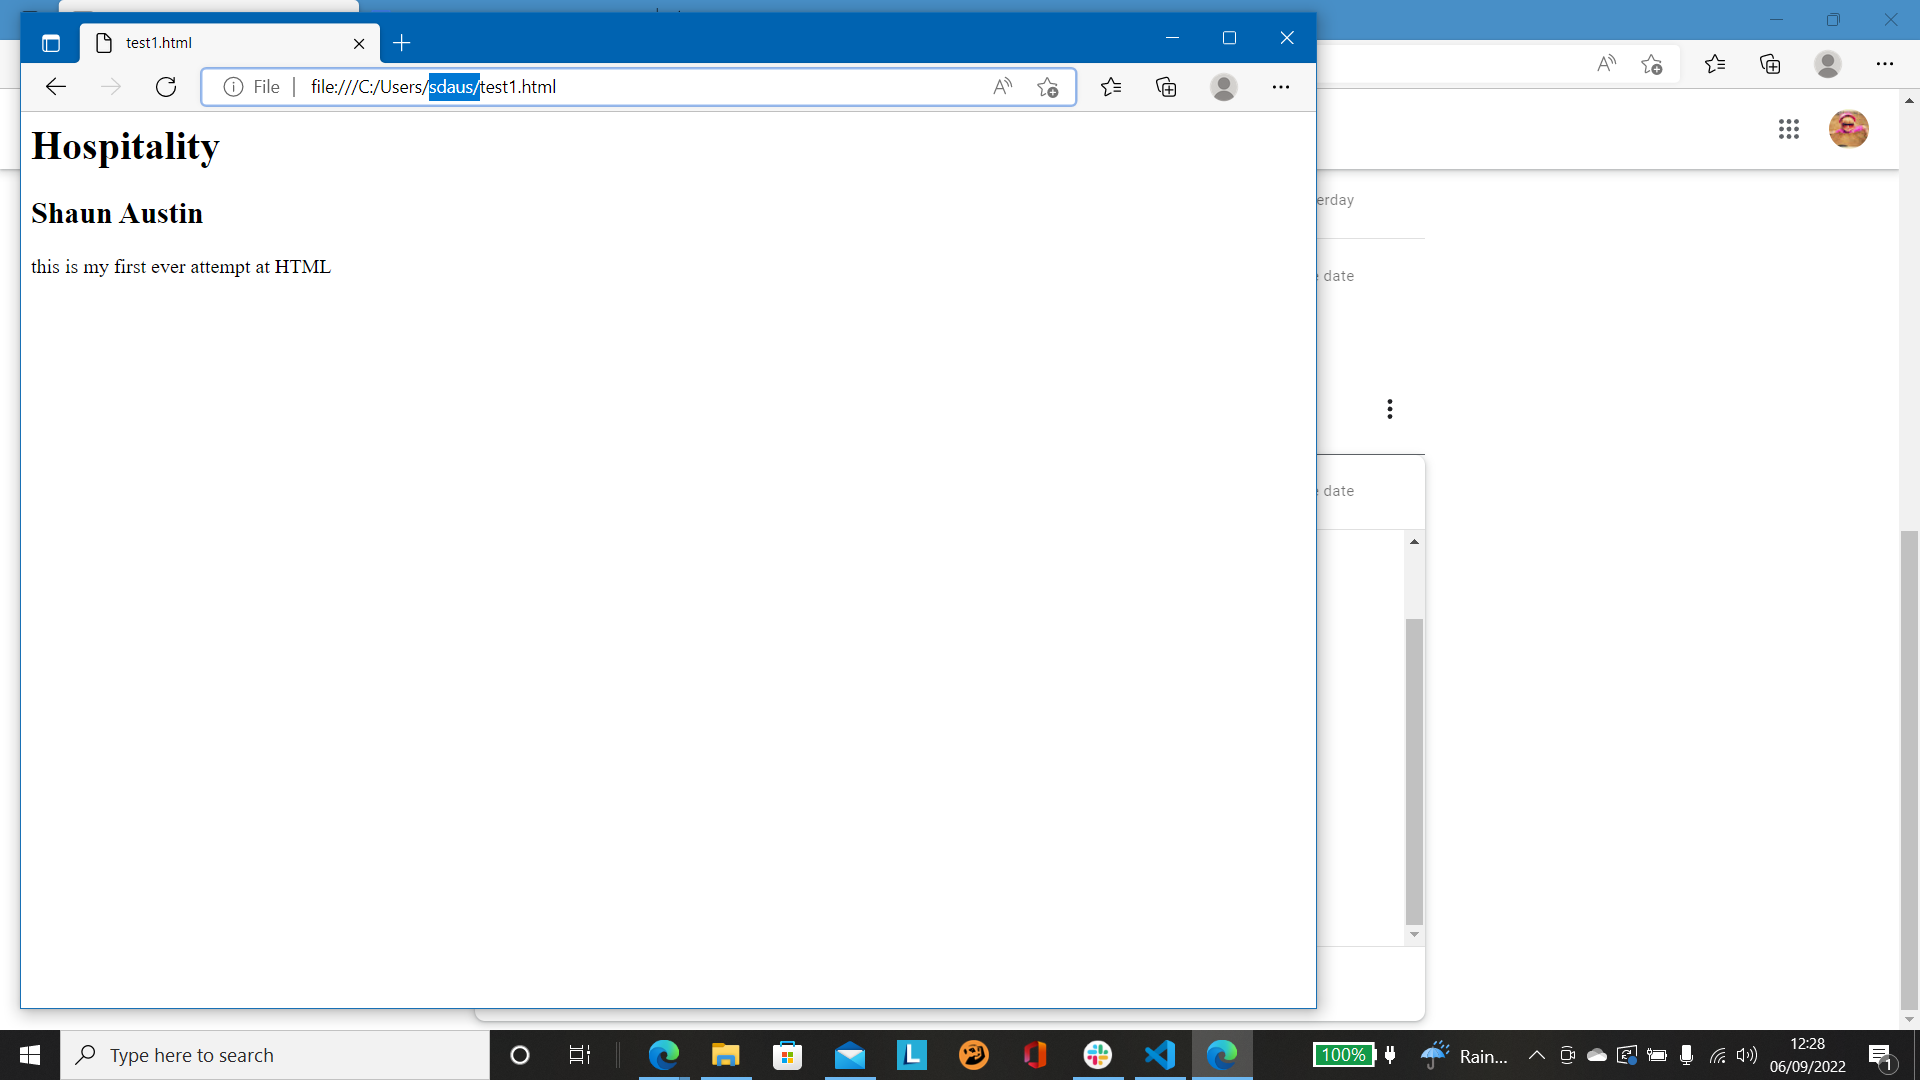 test1.html
File | file:///C:/Users/sdaus/test1.html
Hospitality
Shaun Austin
this is my first ever attempt at HTML
erday
date
date
Type here to search
L
100%
Rain...
12:28
06/09/2022
1